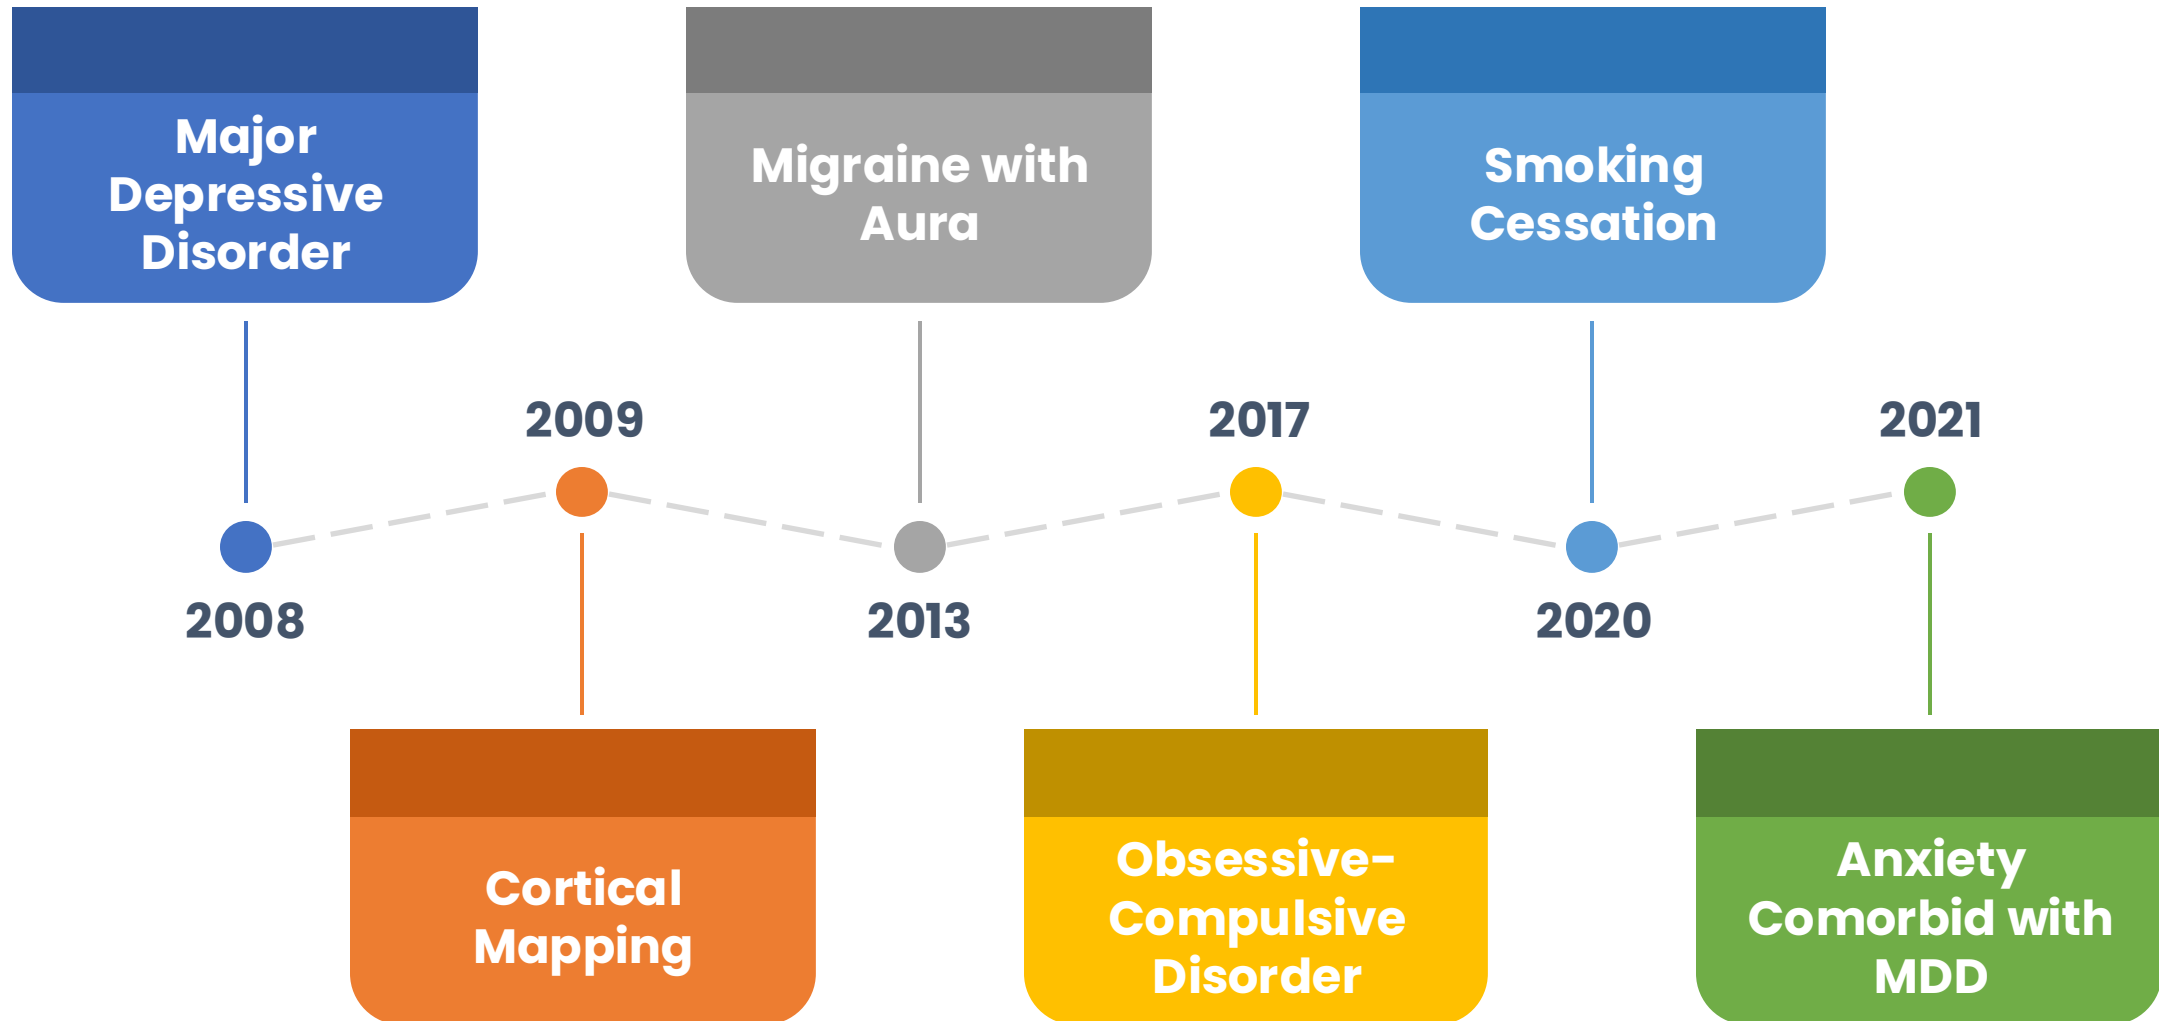 Major
Depressive
Disorder
2008
2009
Cortical
Mapping
Migraine with
Aura
2013
2017
Obsessive-
Compulsive
Disorder
Smoking
Cessation
2020
2021
Anxiety
Comorbid with
MDD